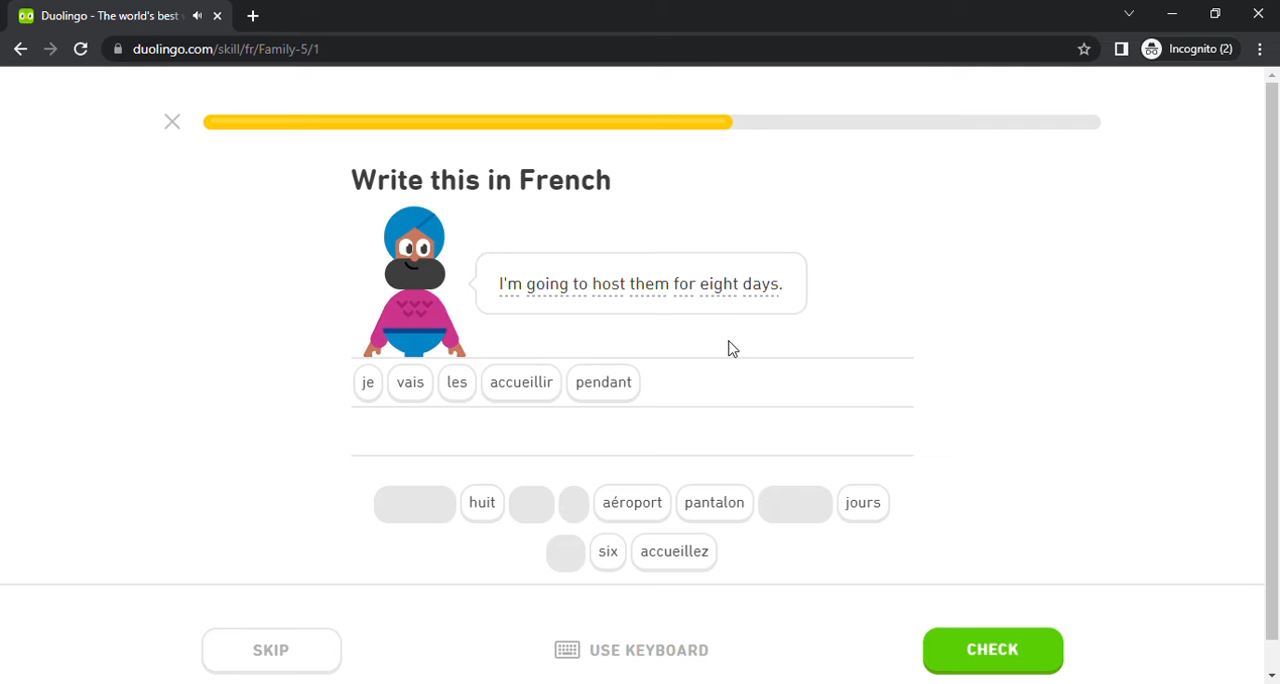 Duolingo - The world's best
duolingo.com/skill/fr/Family-5/1
Incognito (2)
Write this in French
I'm going to host them for eight days.
je vais les accueillir pendant
huit aéroport pantalon jours
six accueillez
SKIP
USE KEYBOARD
CHECK